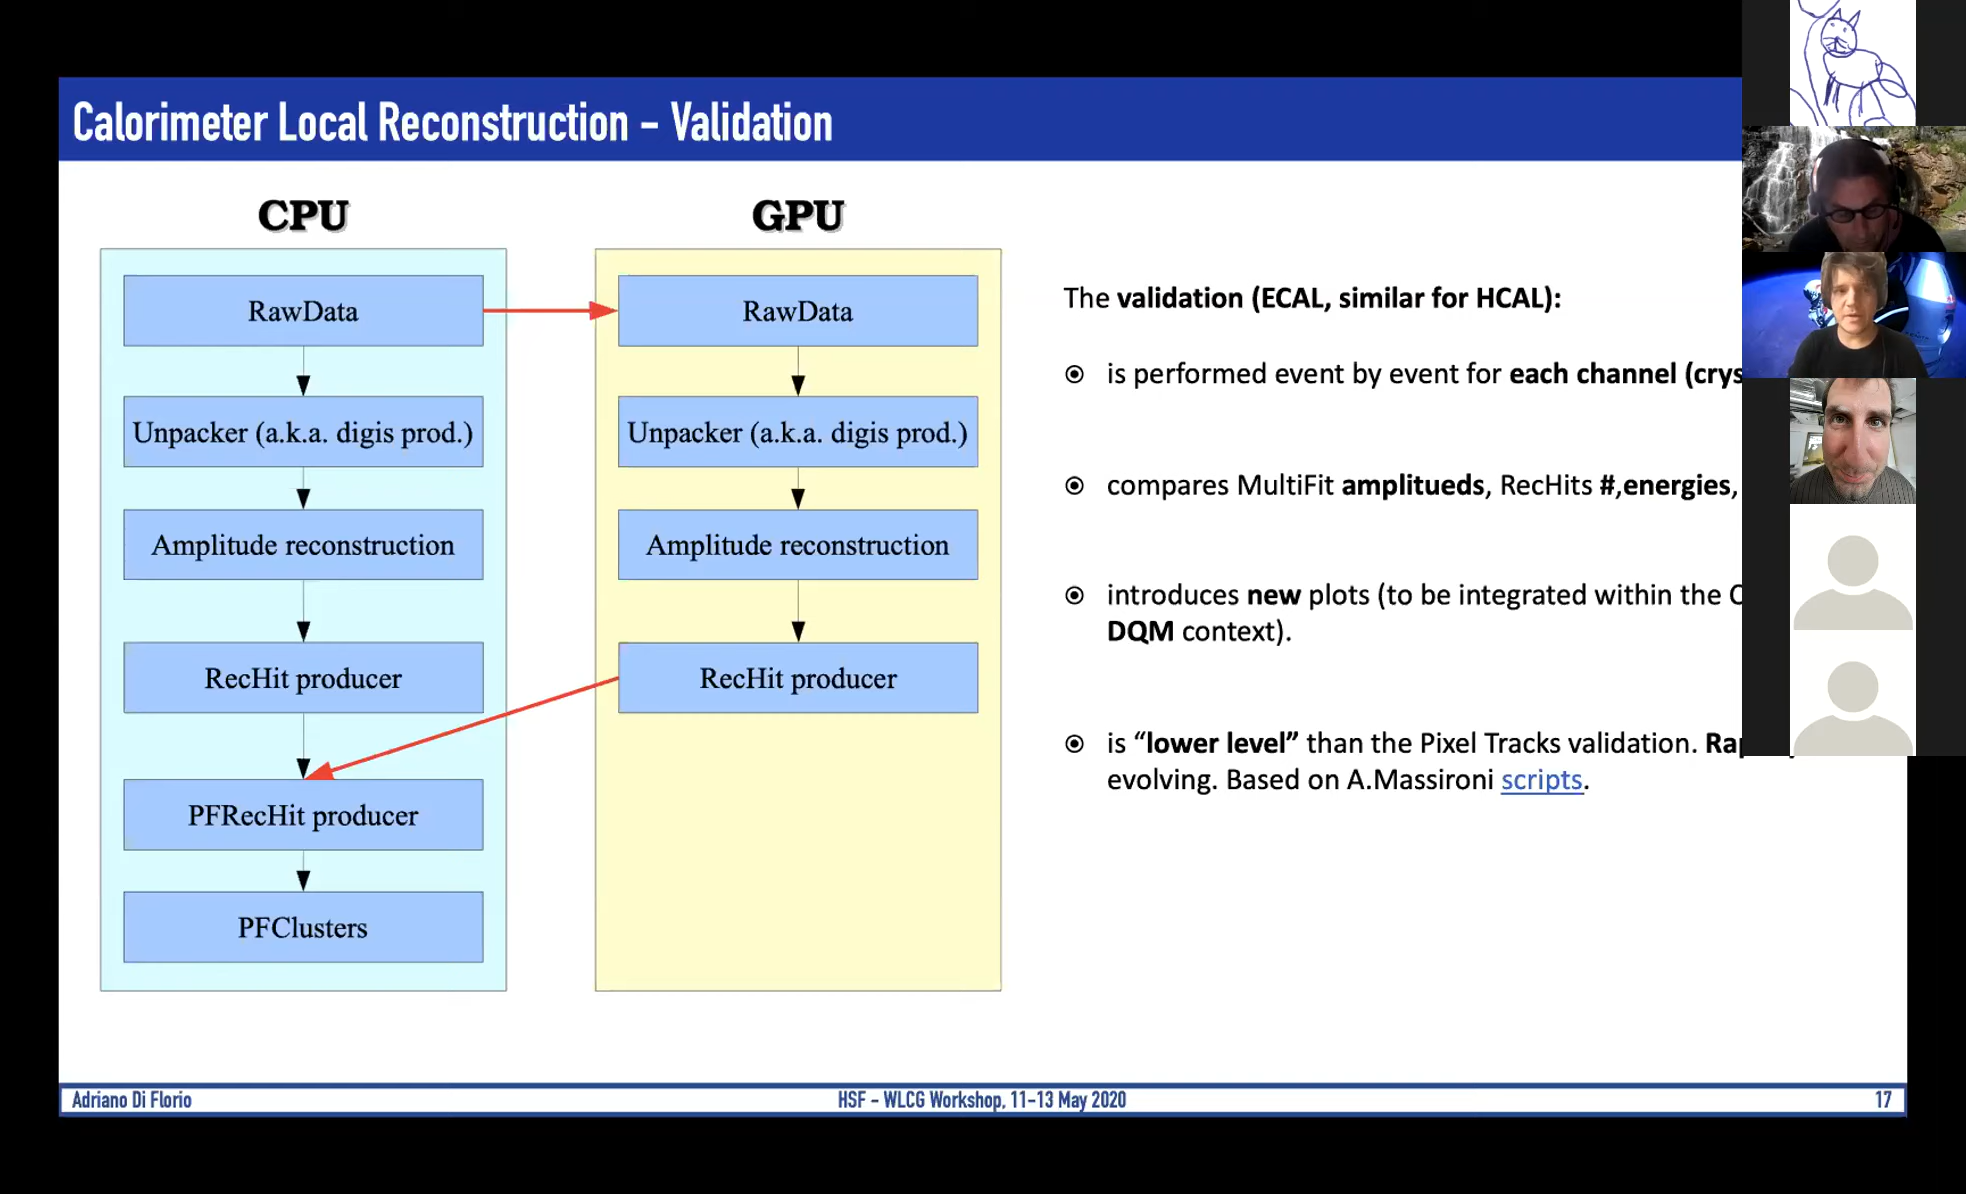 Calorimeter Local Reconstruction – Validation
CPU
RawData
Unpacker (a.k.a. digis prod.)
Amplitude reconstruction
RecHit producer
PFRecHit producer
PFClusters
GPU
RawData
Unpacker (a.k.a. digis prod.)
Amplitude reconstruction
RecHit producer
The validation (ECAL, similar for HCAL):
is performed event by event for each channel (crys
compares MultiFit amplitueds, RecHits #,energies,
introduces new plots (to be integrated within the
DQM context).
is “lower level” than the Pixel Tracks validation.
evolving. Based on A.Massironi scripts.
Adriano Di Florio
HSF – WLCG Workshop, 11–13 May 2020
17